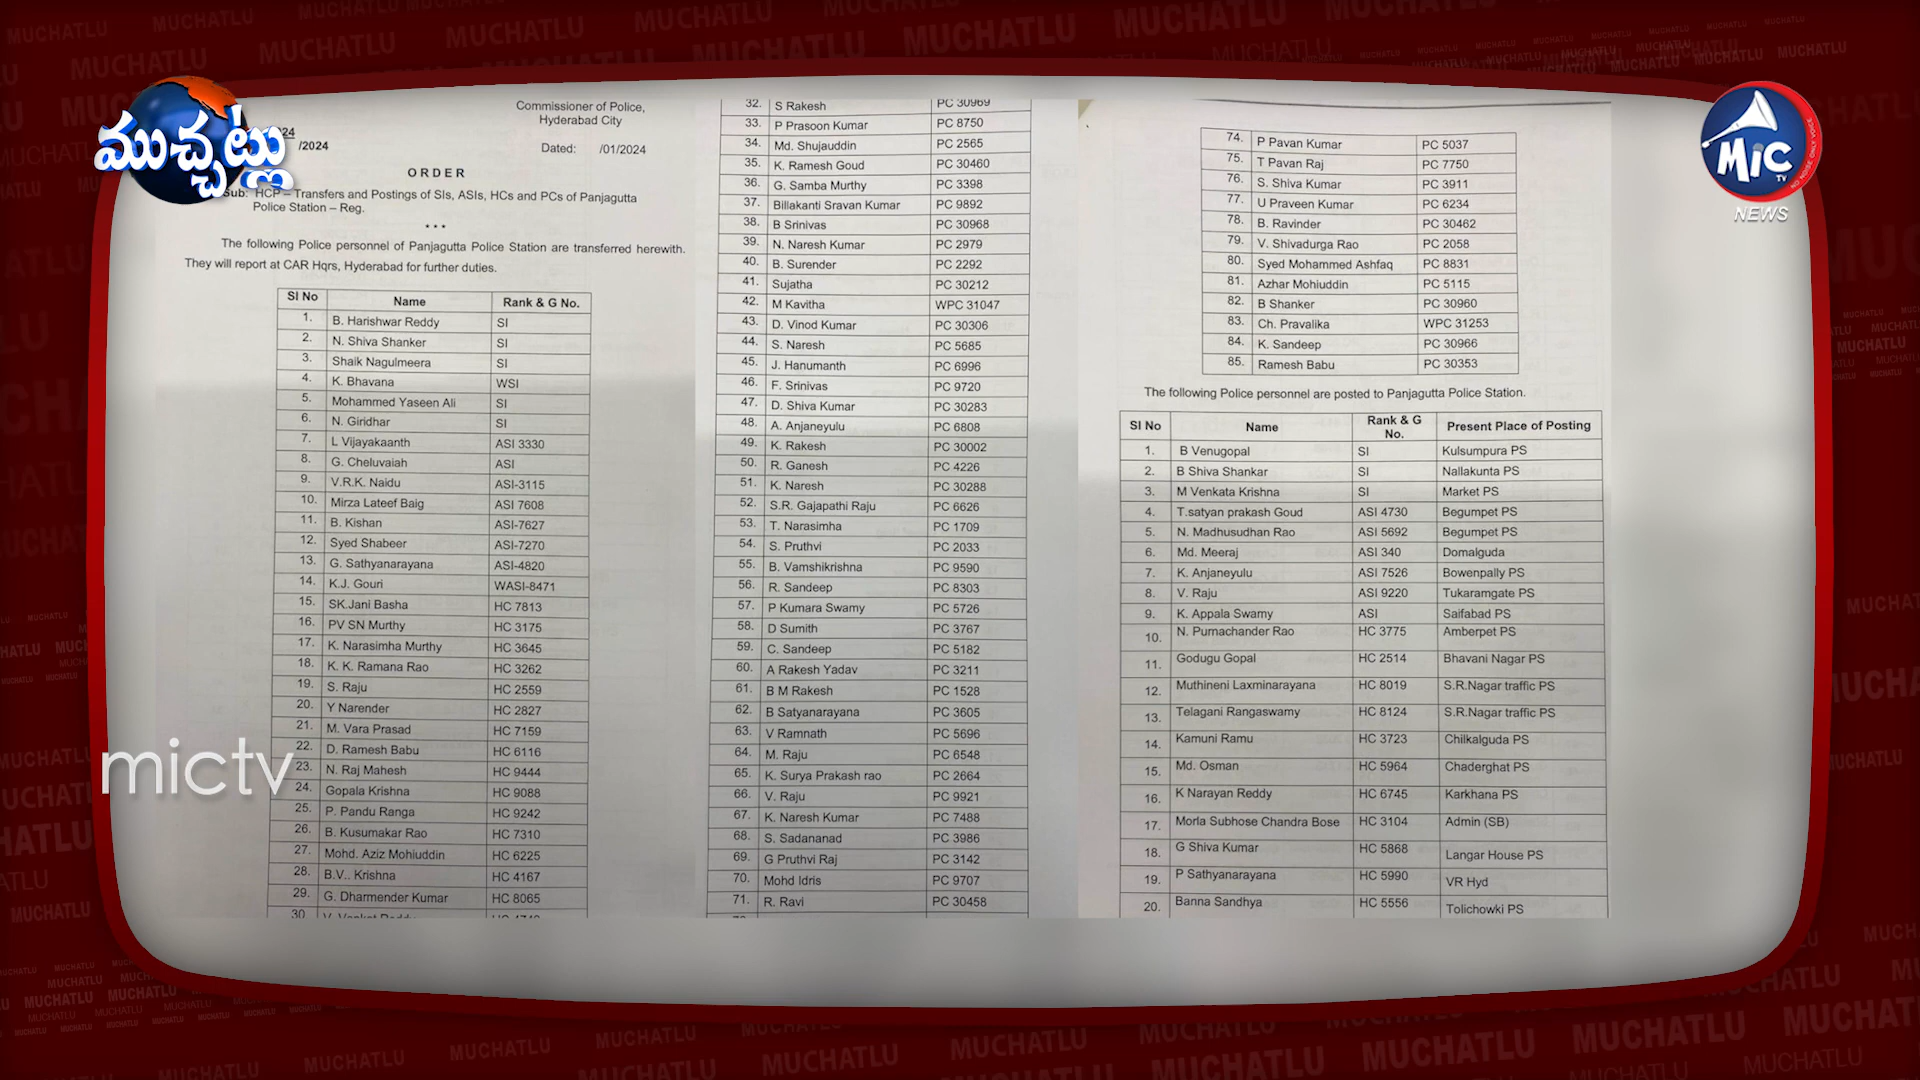 ముచ్చట్లు
MiC
TV
NEWS
mictv
Commissioner of Police,
Hyderabad City
/2024
Dated: /01/2024
ORDER
Sub: HCP – Transfers and Postings of SIs, ASIs, HCs and PCs of Panjagutta
Police Station – Reg.
***
The following Police personnel of Panjagutta Police Station are transferred herewith.
They will report at CAR Hqrs, Hyderabad for further duties.
Sl No Name Rank & G No.
1. B. Harishwar Reddy SI
2. N. Shiva Shanker SI
3. Shaik Nagulmeera SI
4. K. Bhavana WSI
5. Mohammed Yaseen Ali SI
6. N. Giridhar SI
7. L Vijayakaanth ASI 3330
8. G. Cheluvaiah ASI
9. V.R.K. Naidu ASI-3115
10. Mirza Lateef Baig ASI 7608
11. B. Kishan ASI-7627
12. Syed Shabeer ASI-7270
13. G. Sathyanarayana ASI-4820
14. K.J. Gouri WASI-8471
15. SK.Jani Basha HC 7813
16. PV SN Murthy HC 3175
17. K. Narasimha Murthy HC 3645
18. K. K. Ramana Rao HC 3262
19. S. Raju HC 2559
20. Y Narender HC 2827
21. M. Vara Prasad HC 7159
22. D. Ramesh Babu HC 6116
23. N. Raj Mahesh HC 9444
24. Gopala Krishna HC 9088
25. P. Pandu Ranga HC 9242
26. B. Kusumakar Rao HC 7310
27. Mohd. Aziz Mohiuddin HC 6225
28. B.V.. Krishna HC 4167
29. G. Dharmender Kumar HC 8065
30
32. S Rakesh PC 30969
33. P Prasoon Kumar PC 8750
34. Md. Shujauddin PC 2565
35. K. Ramesh Goud PC 30460
36. G. Samba Murthy PC 3398
37. Billakanti Sravan Kumar PC 9892
38. B Srinivas PC 30968
39. N. Naresh Kumar PC 2979
40. B. Surender PC 2292
41. Sujatha PC 30212
42. M Kavitha WPC 31047
43. D. Vinod Kumar PC 30306
44. S. Naresh PC 5685
45. J. Hanumanth PC 6996
46. F. Srinivas PC 9720
47. D. Shiva Kumar PC 30283
48. A. Anjaneyulu PC 6808
49. K. Rakesh PC 30002
50. R. Ganesh PC 4226
51. K. Naresh PC 30288
52. S.R. Gajapathi Raju PC 6626
53. T. Narasimha PC 1709
54. S. Pruthvi PC 2033
55. B. Vamshikrishna PC 9590
56. R. Sandeep PC 8303
57. P Kumara Swamy PC 5726
58. D Sumith PC 3767
59. C. Sandeep PC 5182
60. A Rakesh Yadav PC 3211
61. B M Rakesh PC 1528
62. B Satyanarayana PC 3605
63. V Ramnath PC 5696
64. M. Raju PC 6548
65. K. Surya Prakash rao PC 2664
66. V. Raju PC 9921
67. K. Naresh Kumar PC 7488
68. S. Sadananad PC 3986
69. G Pruthvi Raj PC 3142
70. Mohd Idris PC 9707
71. R. Ravi PC 30458
74. P Pavan Kumar PC 5037
75. T Pavan Raj PC 7750
76. S. Shiva Kumar PC 3911
77. U Praveen Kumar PC 6234
78. B. Ravinder PC 30462
79. V. Shivadurga Rao PC 2058
80. Syed Mohammed Ashfaq PC 8831
81. Azhar Mohiuddin PC 5115
82. B Shanker PC 30960
83. Ch. Pravalika WPC 31253
84. K. Sandeep PC 30966
85. Ramesh Babu PC 30353
The following Police personnel are posted to Panjagutta Police Station.
Sl No Name Rank & G No. Present Place of Posting
1. B Venugopal SI Kulsumpura PS
2. B Shiva Shankar SI Nallakunta PS
3. M Venkata Krishna SI Market PS
4. T.satyan prakash Goud ASI 4730 Begumpet PS
5. N. Madhusudhan Rao ASI 5692 Begumpet PS
6. Md. Meeraj ASI 340 Domalguda
7. K. Anjaneyulu ASI 7526 Bowenpally PS
8. V. Raju ASI 9220 Tukaramgate PS
9. K. Appala Swamy ASI Saifabad PS
10. N. Purnachander Rao HC 3775 Amberpet PS
11. Godugu Gopal HC 2514 Bhavani Nagar PS
12. Muthineni Laxminarayana HC 8019 S.R.Nagar traffic PS
13. Telagani Rangaswamy HC 8124 S.R.Nagar traffic PS
14. Kamuni Ramu HC 3723 Chilkalguda PS
15. Md. Osman HC 5964 Chaderghat PS
16. K Narayan Reddy HC 6745 Karkhana PS
17. Morla Subhose Chandra Bose HC 3104 Admin (SB)
18. G Shiva Kumar HC 5868 Langar House PS
19. P Sathyanarayana HC 5990 VR Hyd
20. Banna Sandhya HC 5556 Tolichowki PS